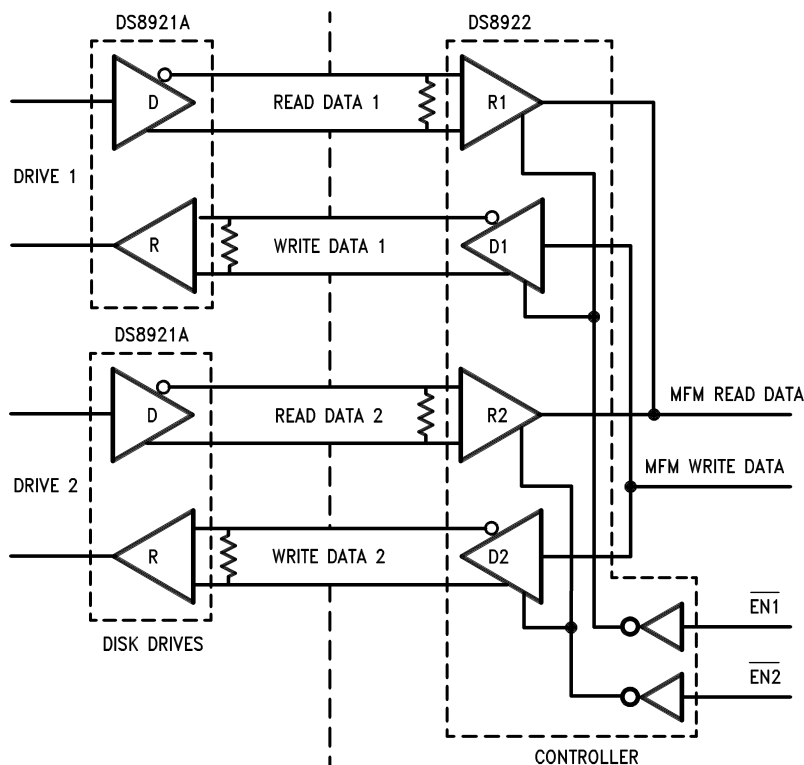 DS8921A
DS8922
D
READ DATA 1
R1
DRIVE 1
R
WRITE DATA 1
D1
DS8921A
D
READ DATA 2
R2
MFM READ DATA
MFM WRITE DATA
DRIVE 2
R
WRITE DATA 2
D2
EN1
DISK DRIVES
EN2
CONTROLLER